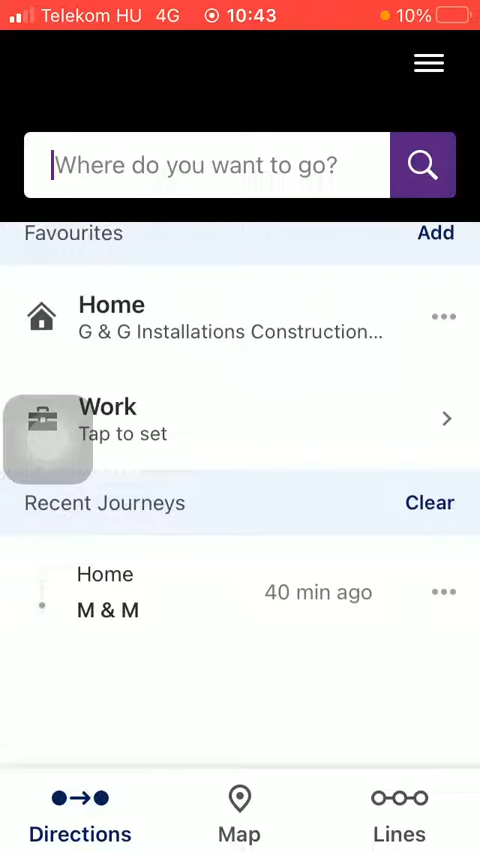 Telekom HU 4G 10:43 10%
Where do you want to go?
Favourites Add
Home
G & G Installations Construction...
Work
Tap to set
Recent Journeys Clear
Home
40 min ago
M & M
Directions Map Lines